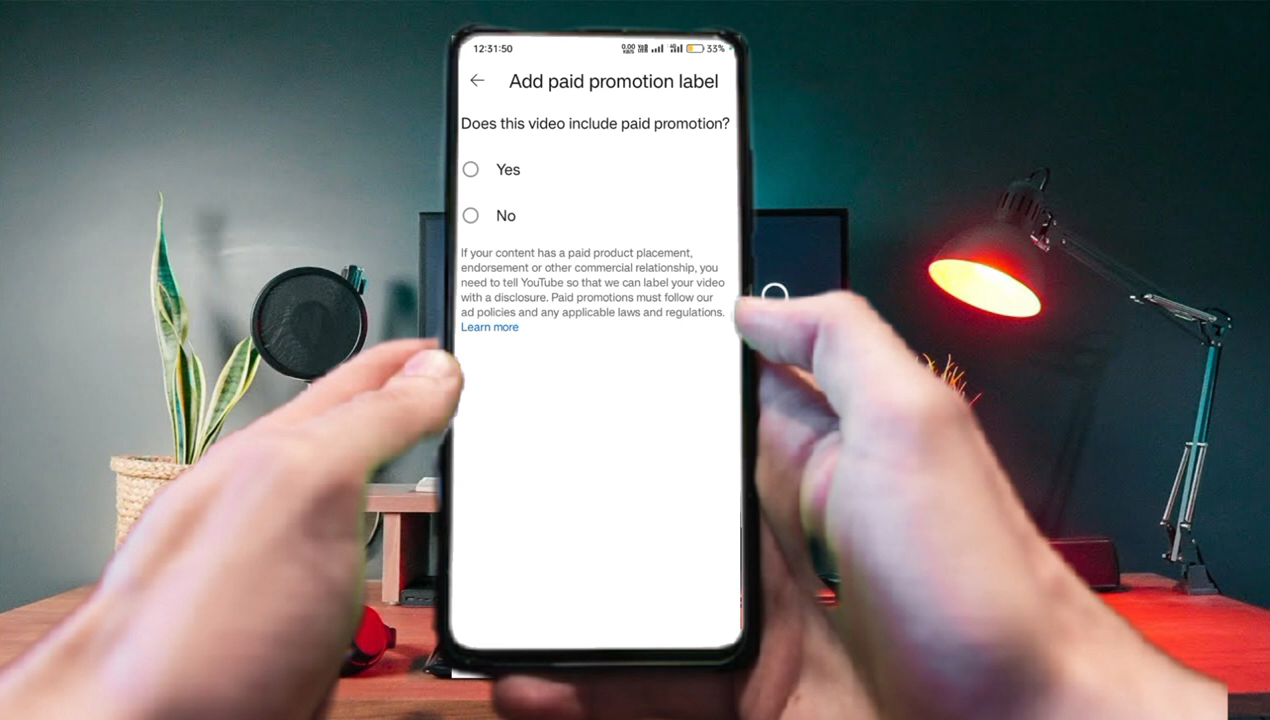 12:31:50
33%
Add paid promotion label
Does this video include paid promotion?
Yes
No
If your content has a paid product placement,
endorsement or other commercial relationship, you
need to tell YouTube so that we can label your video
with a disclosure. Paid promotions must follow our
ad policies and any applicable laws and regulations.
Learn more